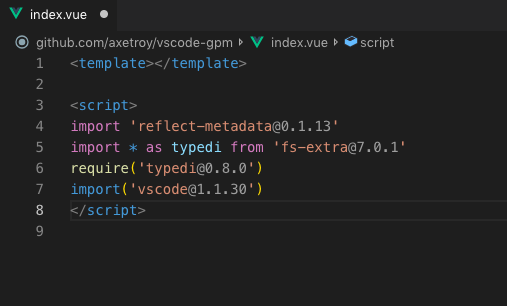 index.vue
github.com/axetroy/vscode-gpm index.vue script
1 <template></template>
2
3 <script>
4 import 'reflect-metadata@0.1.13'
5 import * as typedi from 'fs-extra@7.0.1'
6 require('typedi@0.8.0')
7 import('vscode@1.1.30')
8 </script>
9